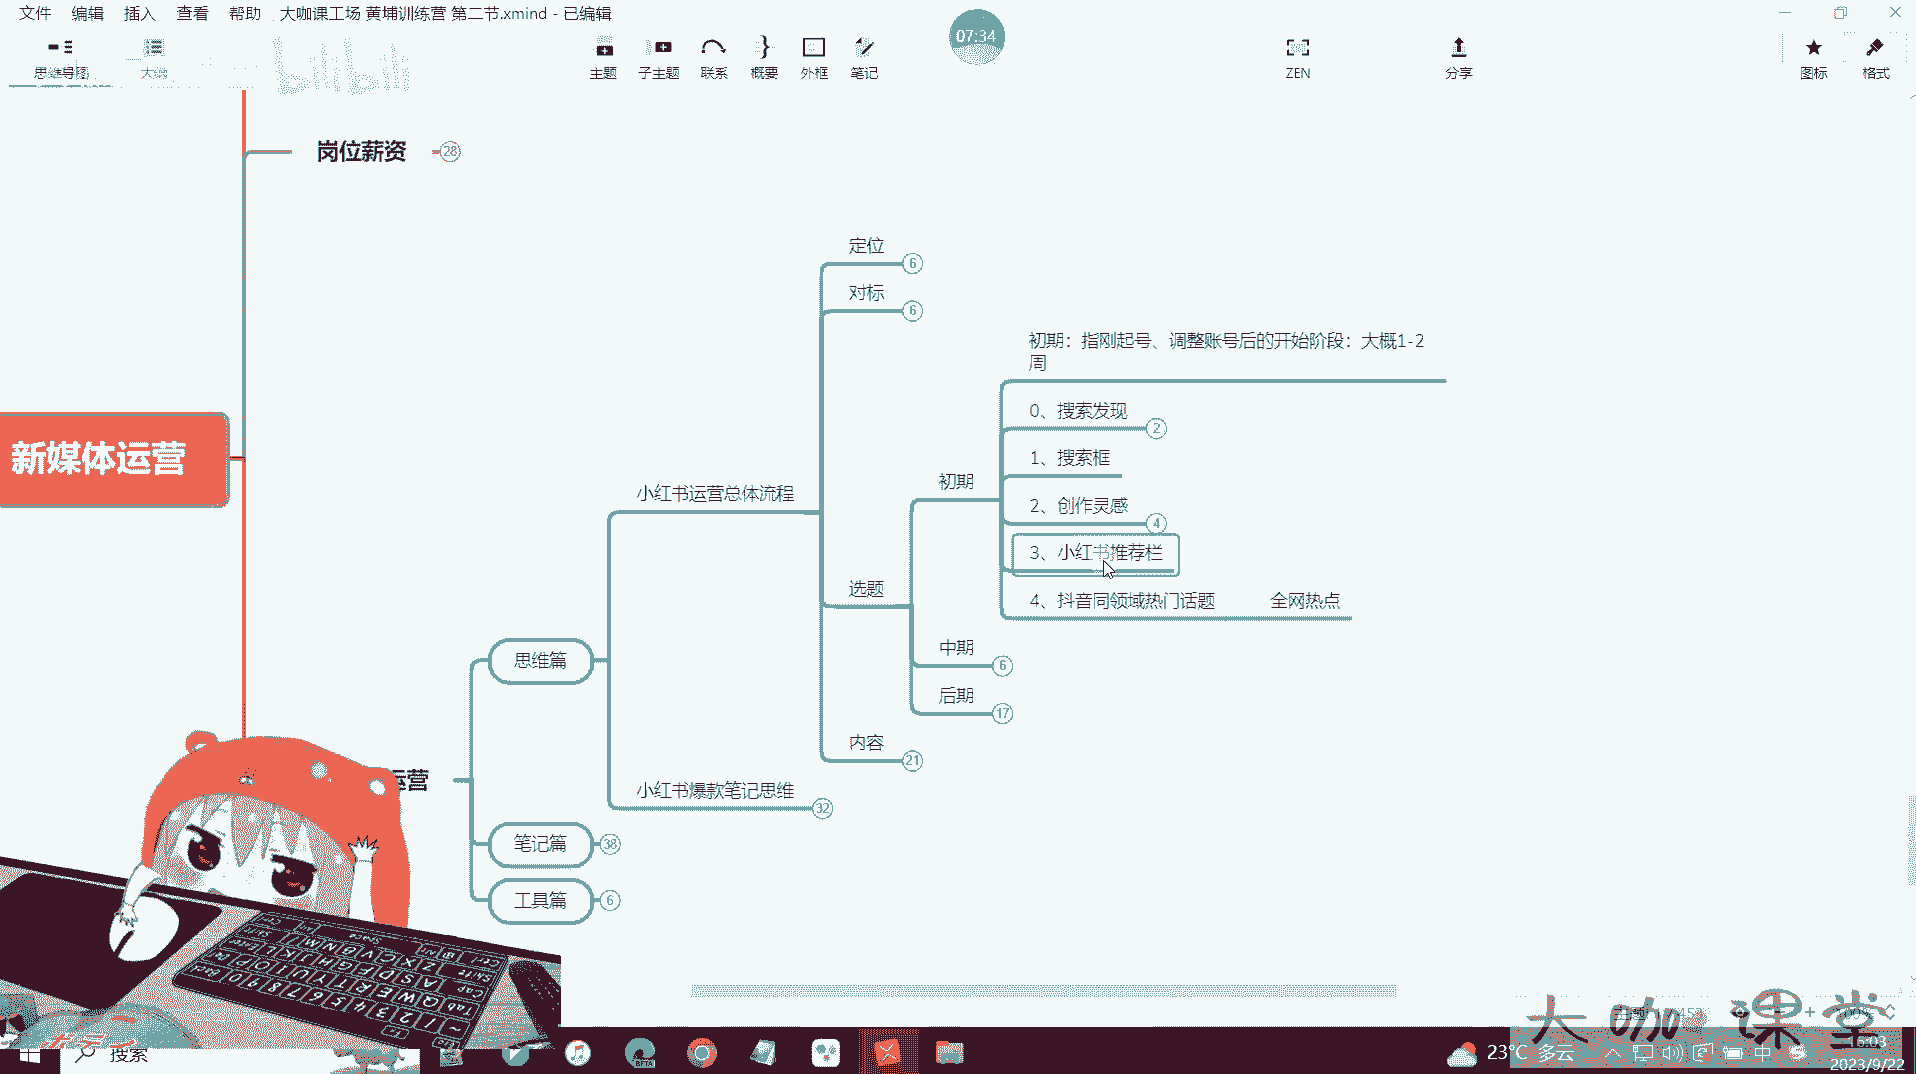 文件 编辑 插入 查看 帮助 大咖课工场 黄埔训练营 第二节.xmind - 已编辑
思维导图 大纲 bilibili 主题 子主题 联系 概要 外框 笔记 07:34 ZEN 分享 图标 格式
岗位薪资 28
定位 6
对标 6
初期：指刚起号、调整账号后的开始阶段：大概1-2
周
0、搜索发现 2
1、搜索框
初期
小红书运营总体流程
2、创作灵感 4
3、小红书推荐栏
新媒体运营
选题
4、抖音同领域热门话题 全网热点
中期 6
思维篇
后期 17
内容 21
小红书爆款笔记思维 32
运营
笔记篇 38
工具篇 6
大咖课堂
搜索
23°C 多云 中 16:03
2023/9/22